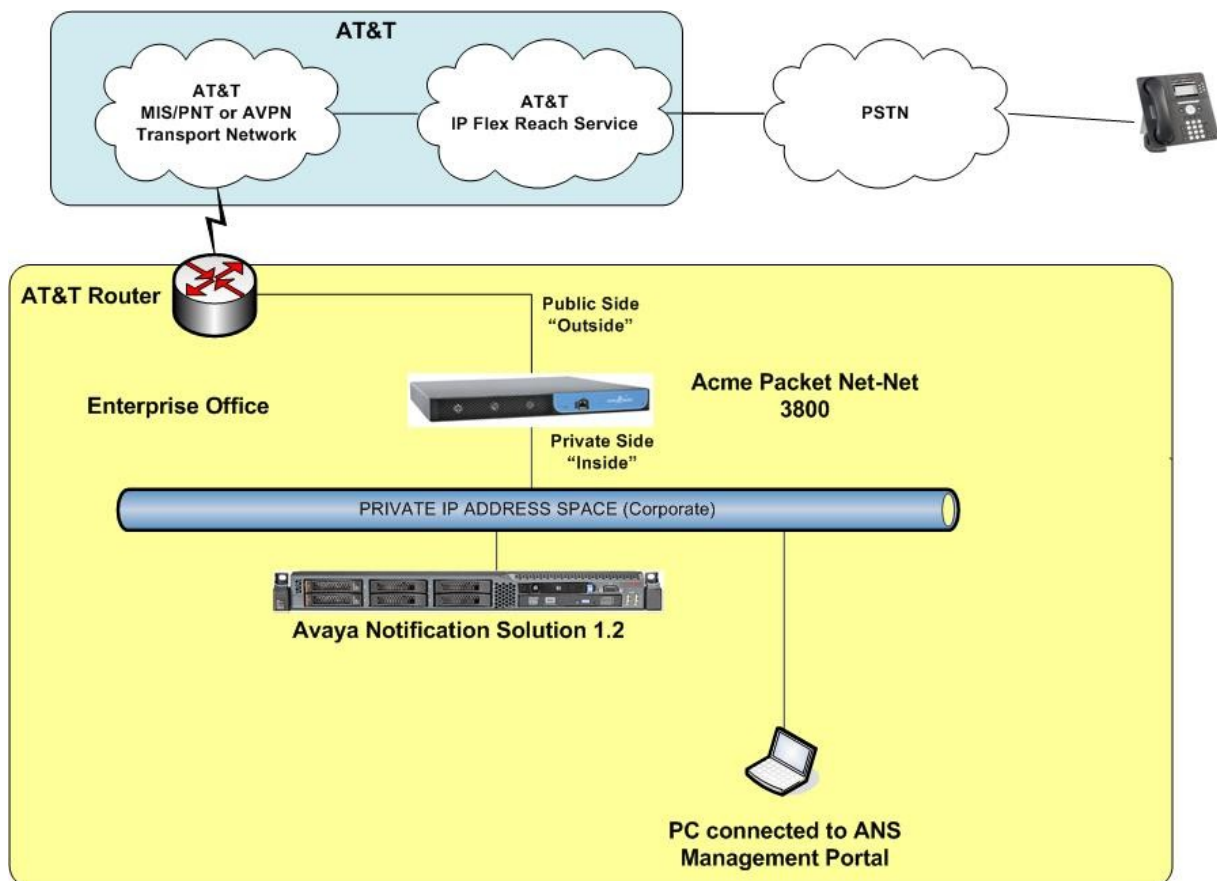 AT&T
AT&T
MIS/PNT or AVPN
Transport Network
AT&T
IP Flex Reach Service
PSTN
AT&T Router
Public Side
“Outside”
Enterprise Office
Acme Packet Net-Net
3800
Private Side
“Inside”
PRIVATE IP ADDRESS SPACE (Corporate)
Avaya Notification Solution 1.2
PC connected to ANS
Management Portal